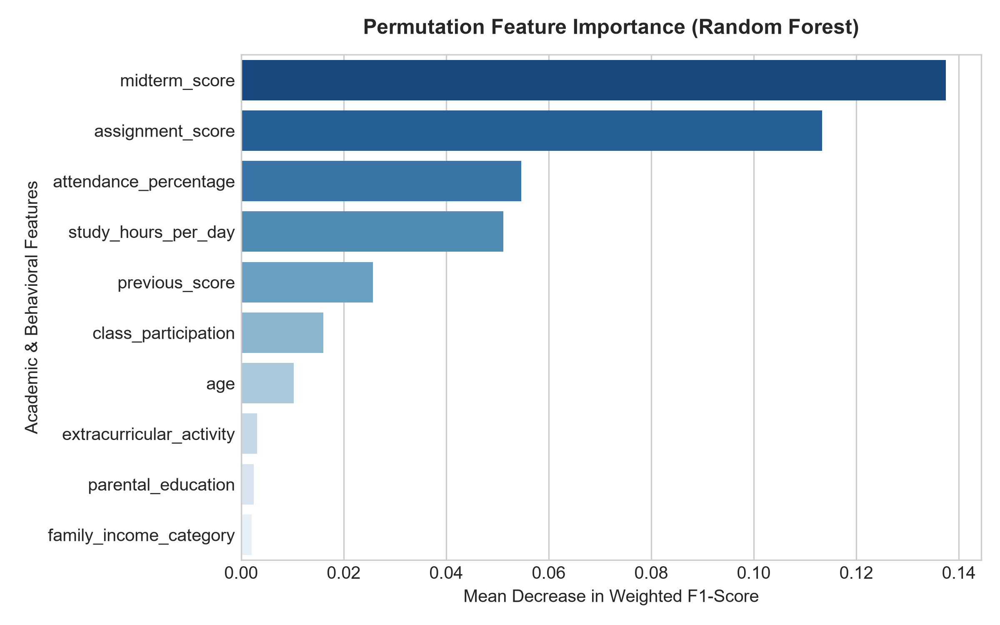 Permutation Feature Importance (Random Forest)
Academic & Behavioral Features
midterm_score
assignment_score
attendance_percentage
study_hours_per_day
previous_score
class_participation
age
extracurricular_activity
parental_education
family_income_category
0.00 0.02 0.04 0.06 0.08 0.10 0.12 0.14
Mean Decrease in Weighted F1-Score